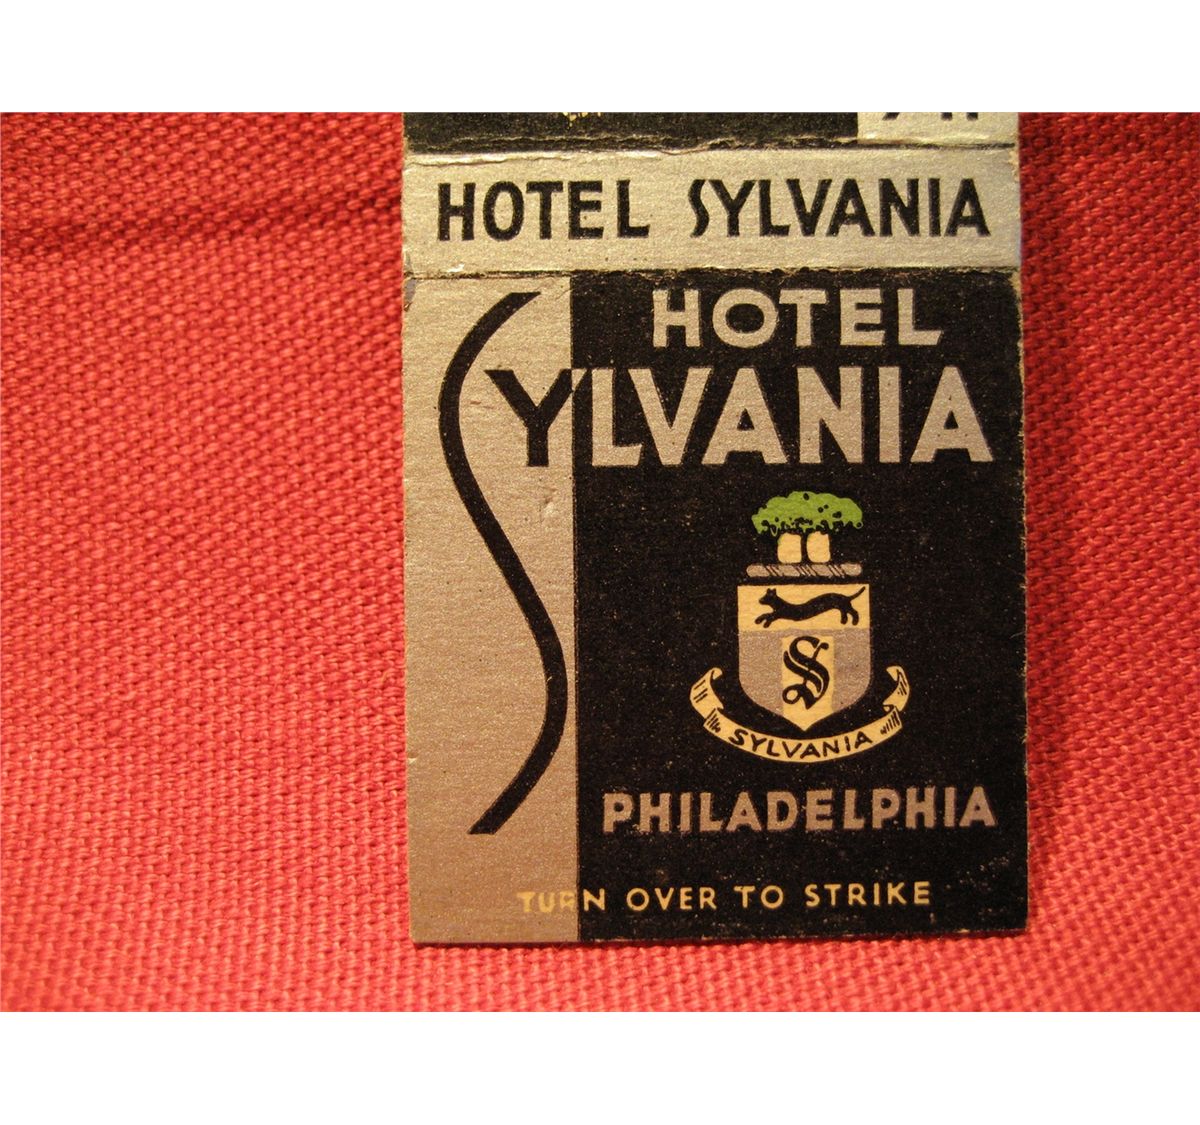 HOTEL SYLVANIA
HOTEL
SYLVANIA
S
SYLVANIA
PHILADELPHIA
TURN OVER TO STRIKE